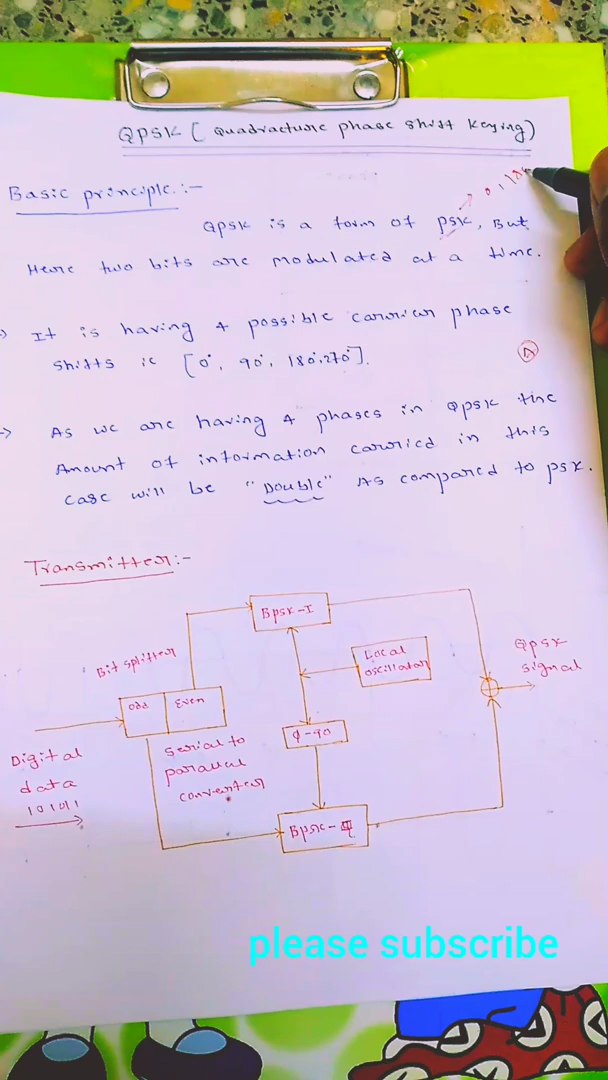 QPSK [ Quadracture phase shift keying)
Basic principle :-
QPSK is a form of psk, But
Here two bits are modulated at a time.
It is having 4 possible carrier phase
shifts ie [0°, 90°, 180°, 270°].
As we are having 4 phases in QPSK the
Amount of information carried in this
case will be "Double" As compared to psk.
Transmitter :-
Bpsk-I
Bit splitter
Local
oscillator
QPSK
signal
odd
Even
φ-90
Digital
data
101011
serial to
parallel
converter
Bpsk-II
please subscribe